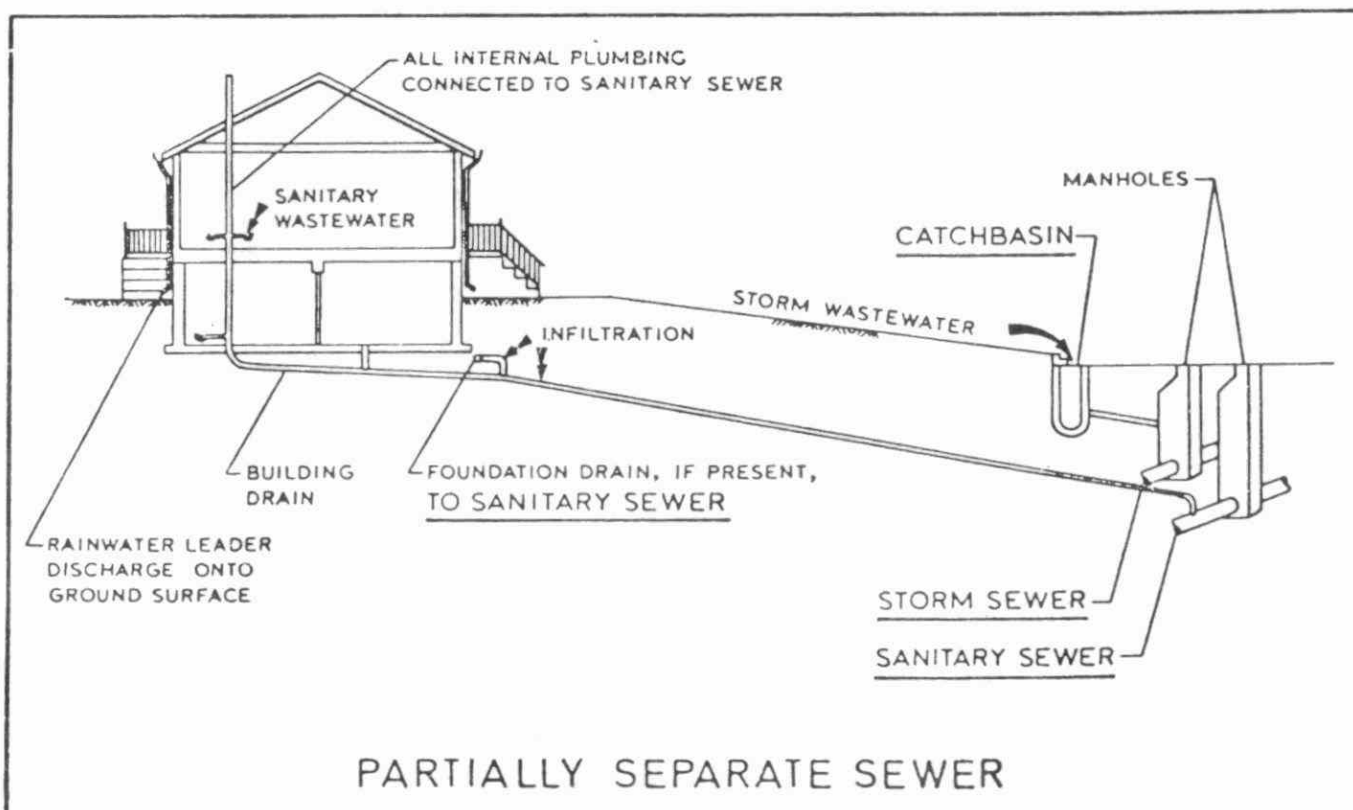 ALL INTERNAL PLUMBING
CONNECTED TO SANITARY SEWER
SANITARY
WASTEWATER
MANHOLES
CATCHBASIN
STORM WASTEWATER
INFILTRATION
BUILDING
DRAIN
FOUNDATION DRAIN, IF PRESENT,
TO SANITARY SEWER
RAINWATER LEADER
DISCHARGE ONTO
GROUND SURFACE
STORM SEWER
SANITARY SEWER
PARTIALLY SEPARATE SEWER